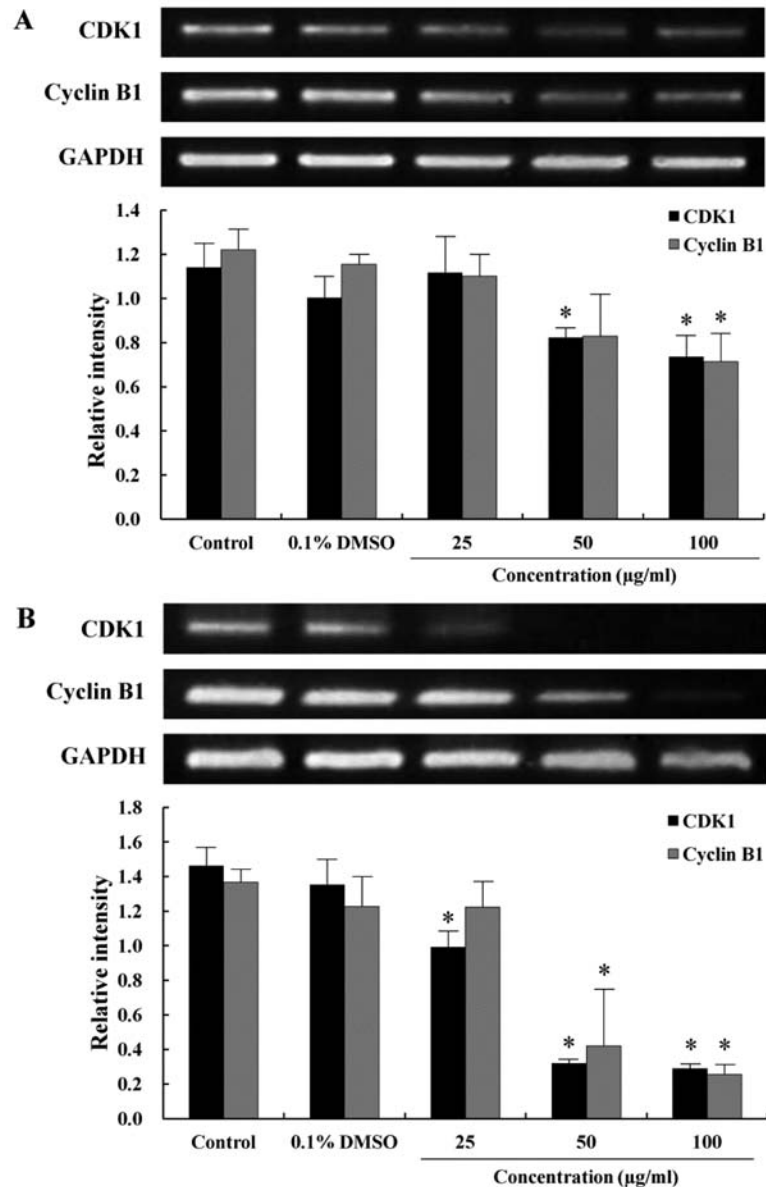 A
CDK1
Cyclin B1
GAPDH
1.4
1.2
1.0
0.8
0.6
0.4
0.2
0.0
Relative intensity
CDK1
Cyclin B1
*
* *
Control 0.1% DMSO 25 50 100
Concentration (µg/ml)
B
CDK1
Cyclin B1
GAPDH
1.6
1.4
1.2
1.0
0.8
0.6
0.4
0.2
0.0
Relative intensity
CDK1
Cyclin B1
*
*
* * *
Control 0.1% DMSO 25 50 100
Concentration (µg/ml)